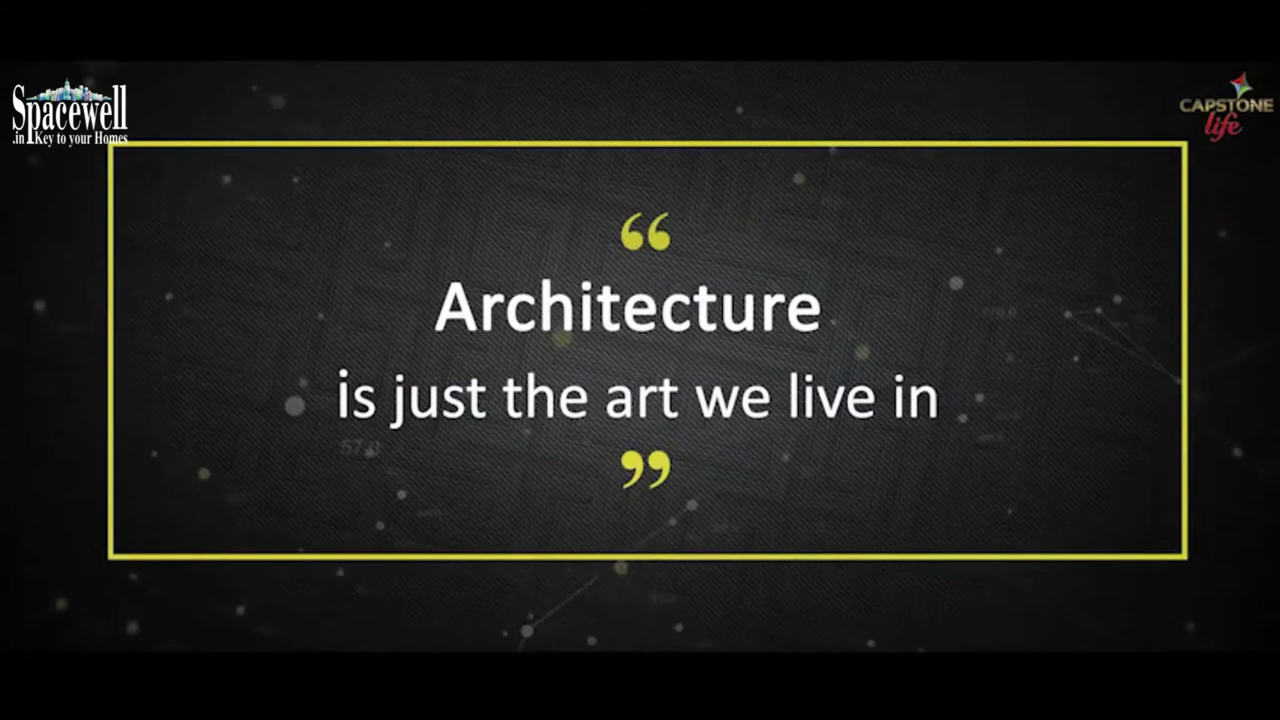 Spacewell
.in Key to your Homes
CAPSTONE
life
“
Architecture
is just the art we live in
”